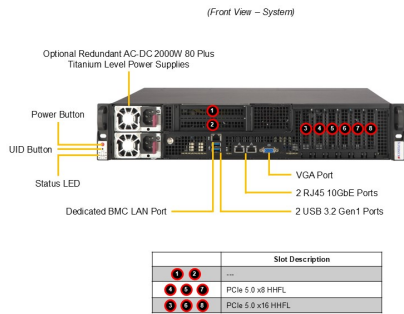 (Front View – System)
Optional Redundant AC-DC 2000W 80 Plus
Titanium Level Power Supplies
1
2
3 4 5 6 7 8
Power Button
UID Button
Status LED
VGA Port
2 RJ45 10GbE Ports
Dedicated BMC LAN Port
2 USB 3.2 Gen1 Ports
Slot Description
1 2 ---
4 5 7 PCIe 5.0 x8 HHFL
3 6 8 PCIe 5.0 x16 HHFL